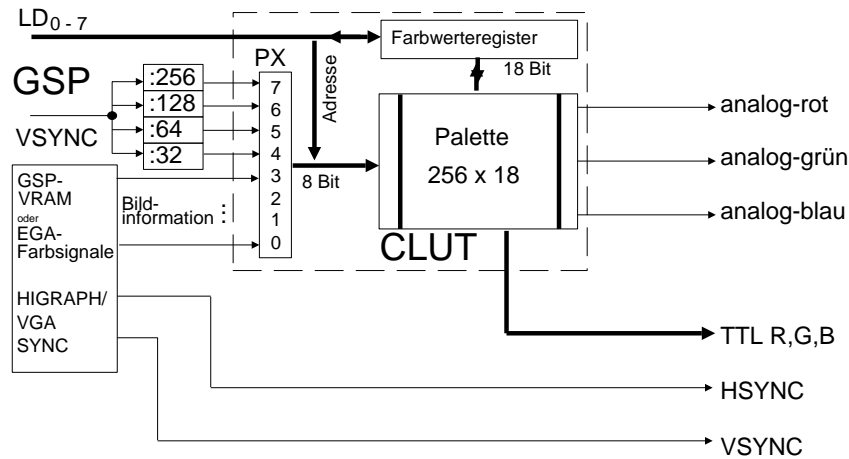 LD0 - 7
Farbwerteregister
PX
18 Bit
GSP
:256
:128
:64
:32
VSYNC
Adresse
7
6
5
4
3
2
1
0
8 Bit
Palette
256 x 18
CLUT
analog-rot
analog-grün
analog-blau
GSP-
VRAM
oder
EGA-
Farbsignale
Bild-
information :
HIGRAPH/
VGA
SYNC
TTL R,G,B
HSYNC
VSYNC